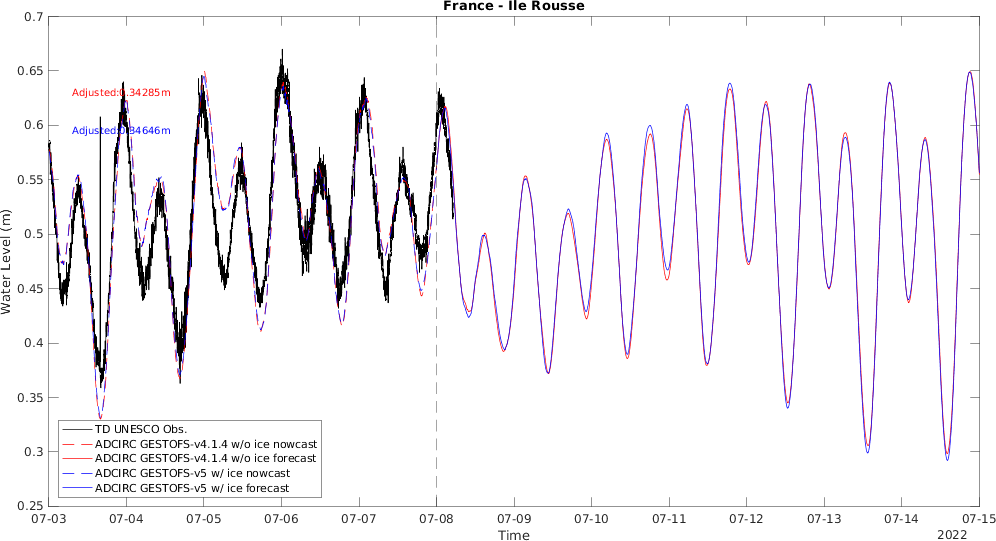 France - Ile Rousse
0.7
0.65
0.6
0.55
0.5
0.45
0.4
0.35
0.3
0.25
Water Level (m)
Adjusted:0.34285m
Adjusted:0.34646m
TD UNESCO Obs.
ADCIRC GESTOFS-v4.1.4 w/o ice nowcast
ADCIRC GESTOFS-v4.1.4 w/o ice forecast
ADCIRC GESTOFS-v5 w/ ice nowcast
ADCIRC GESTOFS-v5 w/ ice forecast
07-03 07-04 07-05 07-06 07-07 07-08 07-09 07-10 07-11 07-12 07-13 07-14 07-15
Time
2022